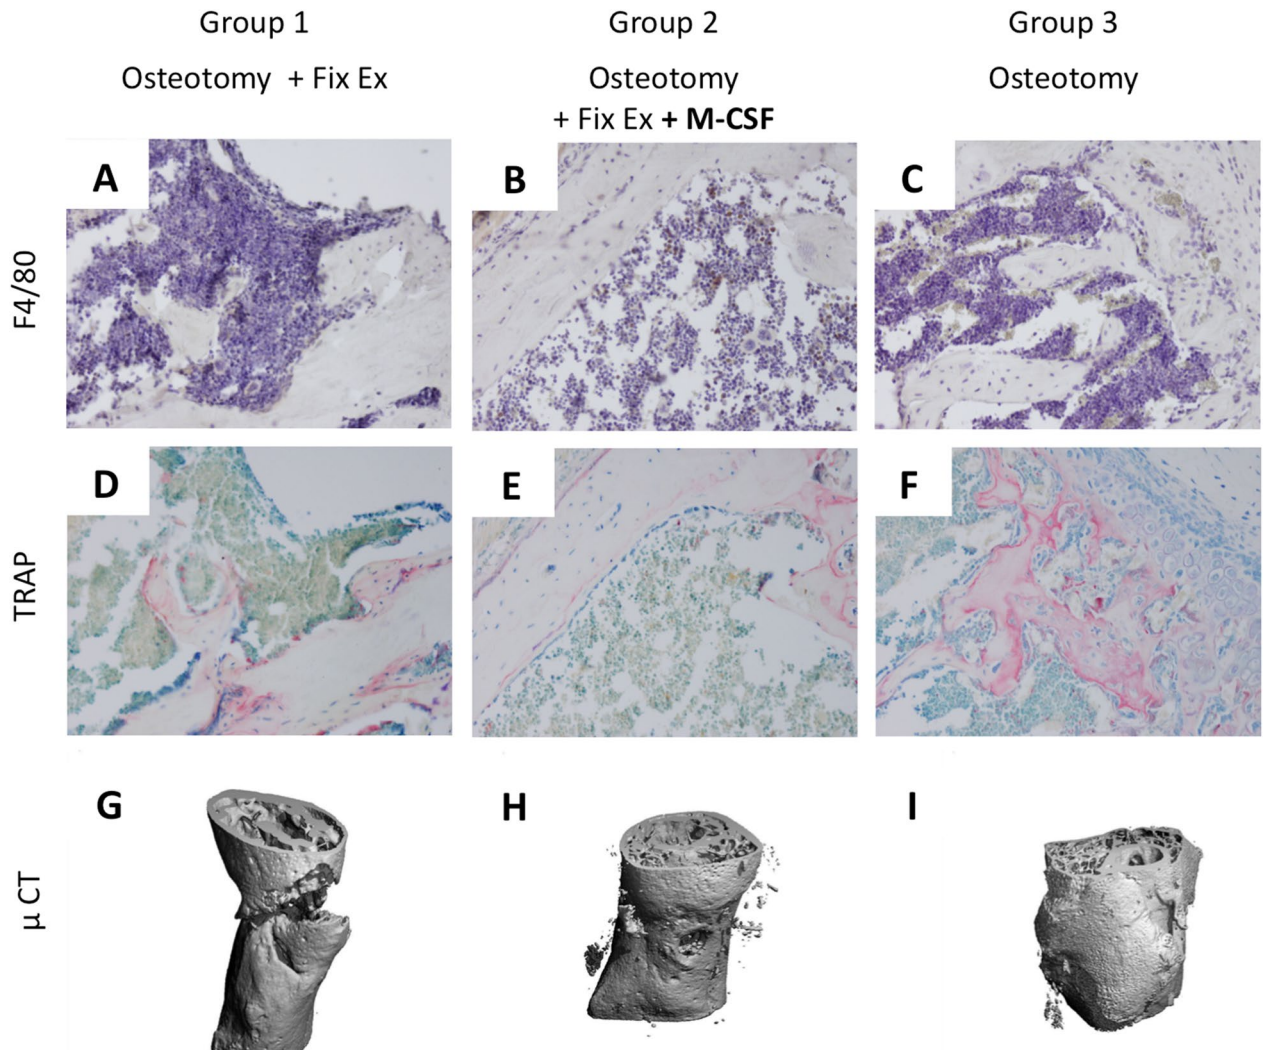 Group 1
Group 2
Group 3
Osteotomy + Fix Ex
Osteotomy
+ Fix Ex + M-CSF
Osteotomy
F4/80
A
B
C
TRAP
D
E
F
μ CT
G
H
I